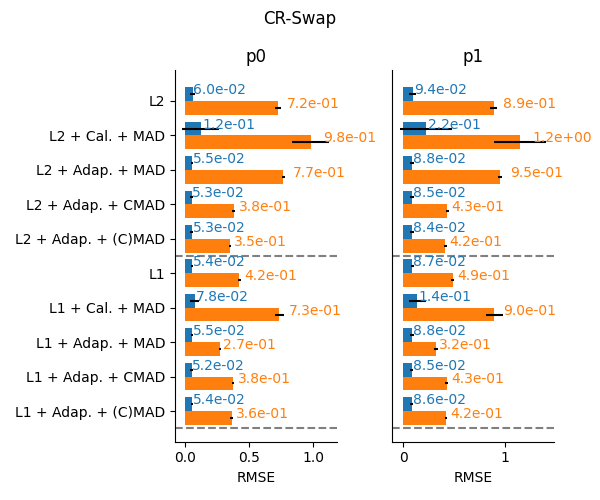 CR-Swap
p0
p1
L2
6.0e-02
7.2e-01
9.4e-02
8.9e-01
L2 + Cal. + MAD
1.2e-01
9.8e-01
2.2e-01
1.2e+00
L2 + Adap. + MAD
5.5e-02
7.7e-01
8.8e-02
9.5e-01
L2 + Adap. + CMAD
5.3e-02
3.8e-01
8.5e-02
4.3e-01
L2 + Adap. + (C)MAD
5.3e-02
3.5e-01
8.4e-02
4.2e-01
L1
5.4e-02
4.2e-01
8.7e-02
4.9e-01
L1 + Cal. + MAD
7.8e-02
7.3e-01
1.4e-01
9.0e-01
L1 + Adap. + MAD
5.5e-02
2.7e-01
8.8e-02
3.2e-01
L1 + Adap. + CMAD
5.2e-02
3.8e-01
8.5e-02
4.3e-01
L1 + Adap. + (C)MAD
5.4e-02
3.6e-01
8.6e-02
4.2e-01
0.0 0.5 1.0
0 1
RMSE
RMSE